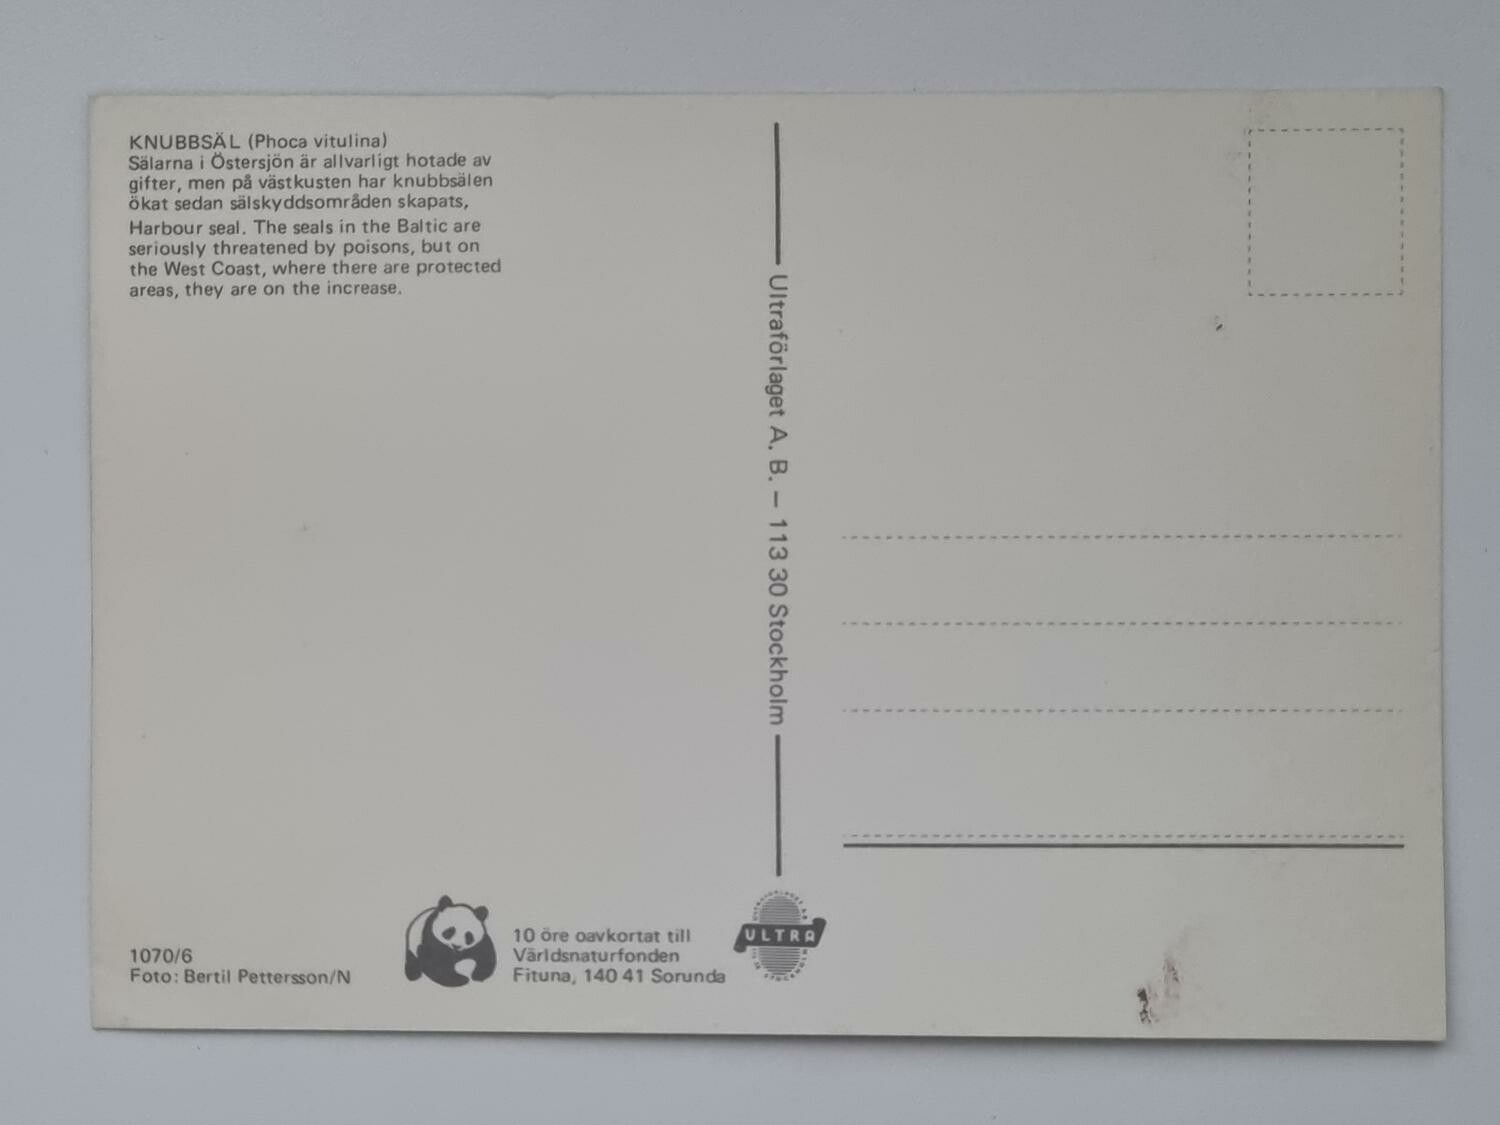 KNUBBSÄL (Phoca vitulina)
Sälarna i Östersjön är allvarligt hotade av
gifter, men på västkusten har knubbsälen
ökat sedan sälskyddsområden skapats,
Harbour seal. The seals in the Baltic are
seriously threatened by poisons, but on
the West Coast, where there are protected
areas, they are on the increase.
1070/6
Foto: Bertil Pettersson/N
10 öre oavkortat till
Världsnaturfonden
Fituna, 140 41 Sorunda
Ultraförlaget A. B. – 113 30 Stockholm
ULTRA